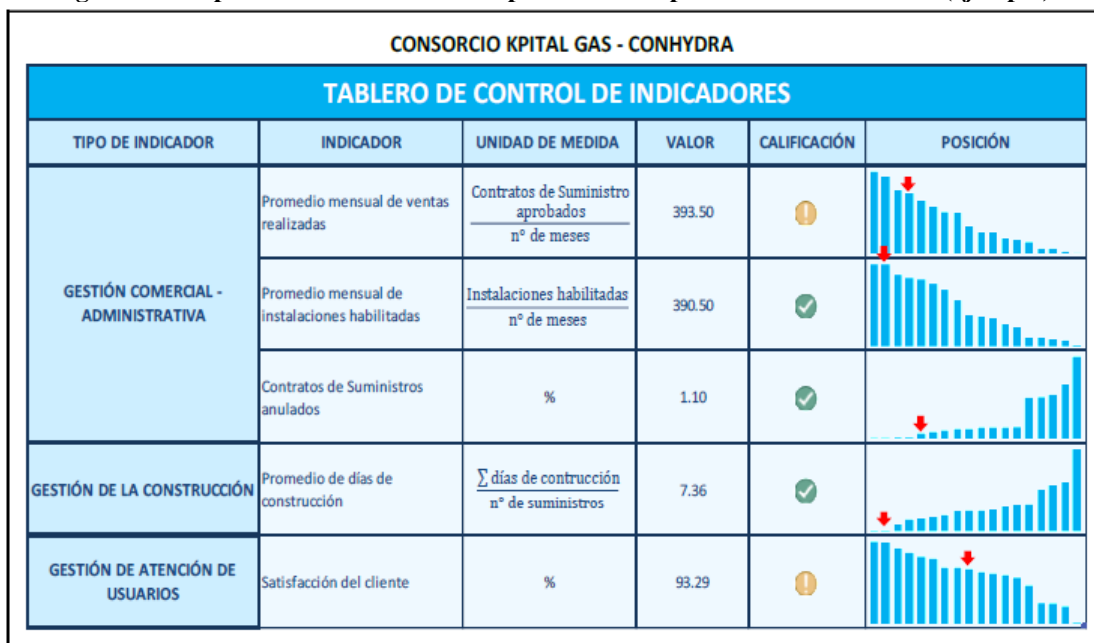 CONSORCIO KPITAL GAS - CONHYDRA
TABLERO DE CONTROL DE INDICADORES
TIPO DE INDICADOR INDICADOR UNIDAD DE MEDIDA VALOR CALIFICACIÓN POSICIÓN
GESTIÓN COMERCIAL -
ADMINISTRATIVA
Promedio mensual de ventas
realizadas
Contratos de Suministro
aprobados
n° de meses
393.50
Promedio mensual de
instalaciones habilitadas
Instalaciones habilitadas
n° de meses
390.50
Contratos de Suministros
anulados
%
1.10
GESTIÓN DE LA CONSTRUCCIÓN
Promedio de días de
construcción
∑ días de contrucción
n° de suministros
7.36
GESTIÓN DE ATENCIÓN DE
USUARIOS
Satisfacción del cliente
%
93.29